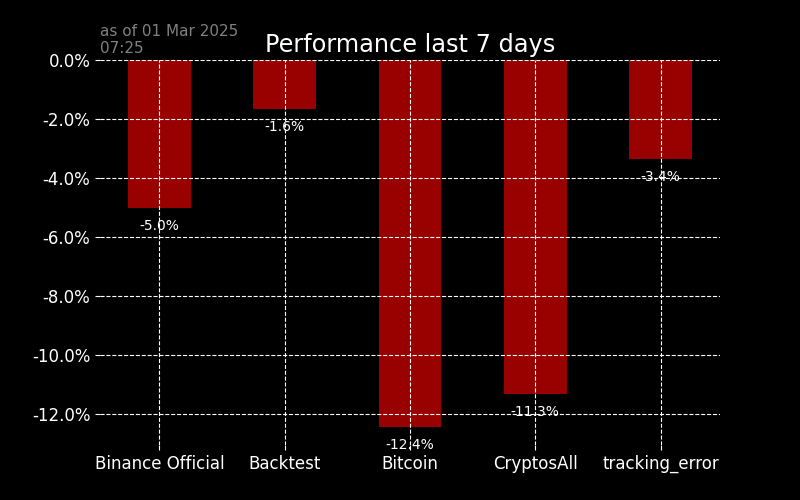 as of 01 Mar 2025
07:25
Performance last 7 days
0.0%
-2.0%
-4.0%
-6.0%
-8.0%
-10.0%
-12.0%
-5.0%
-1.6%
-12.4%
-11.3%
-3.4%
Binance Official
Backtest
Bitcoin
CryptosAll
tracking_error